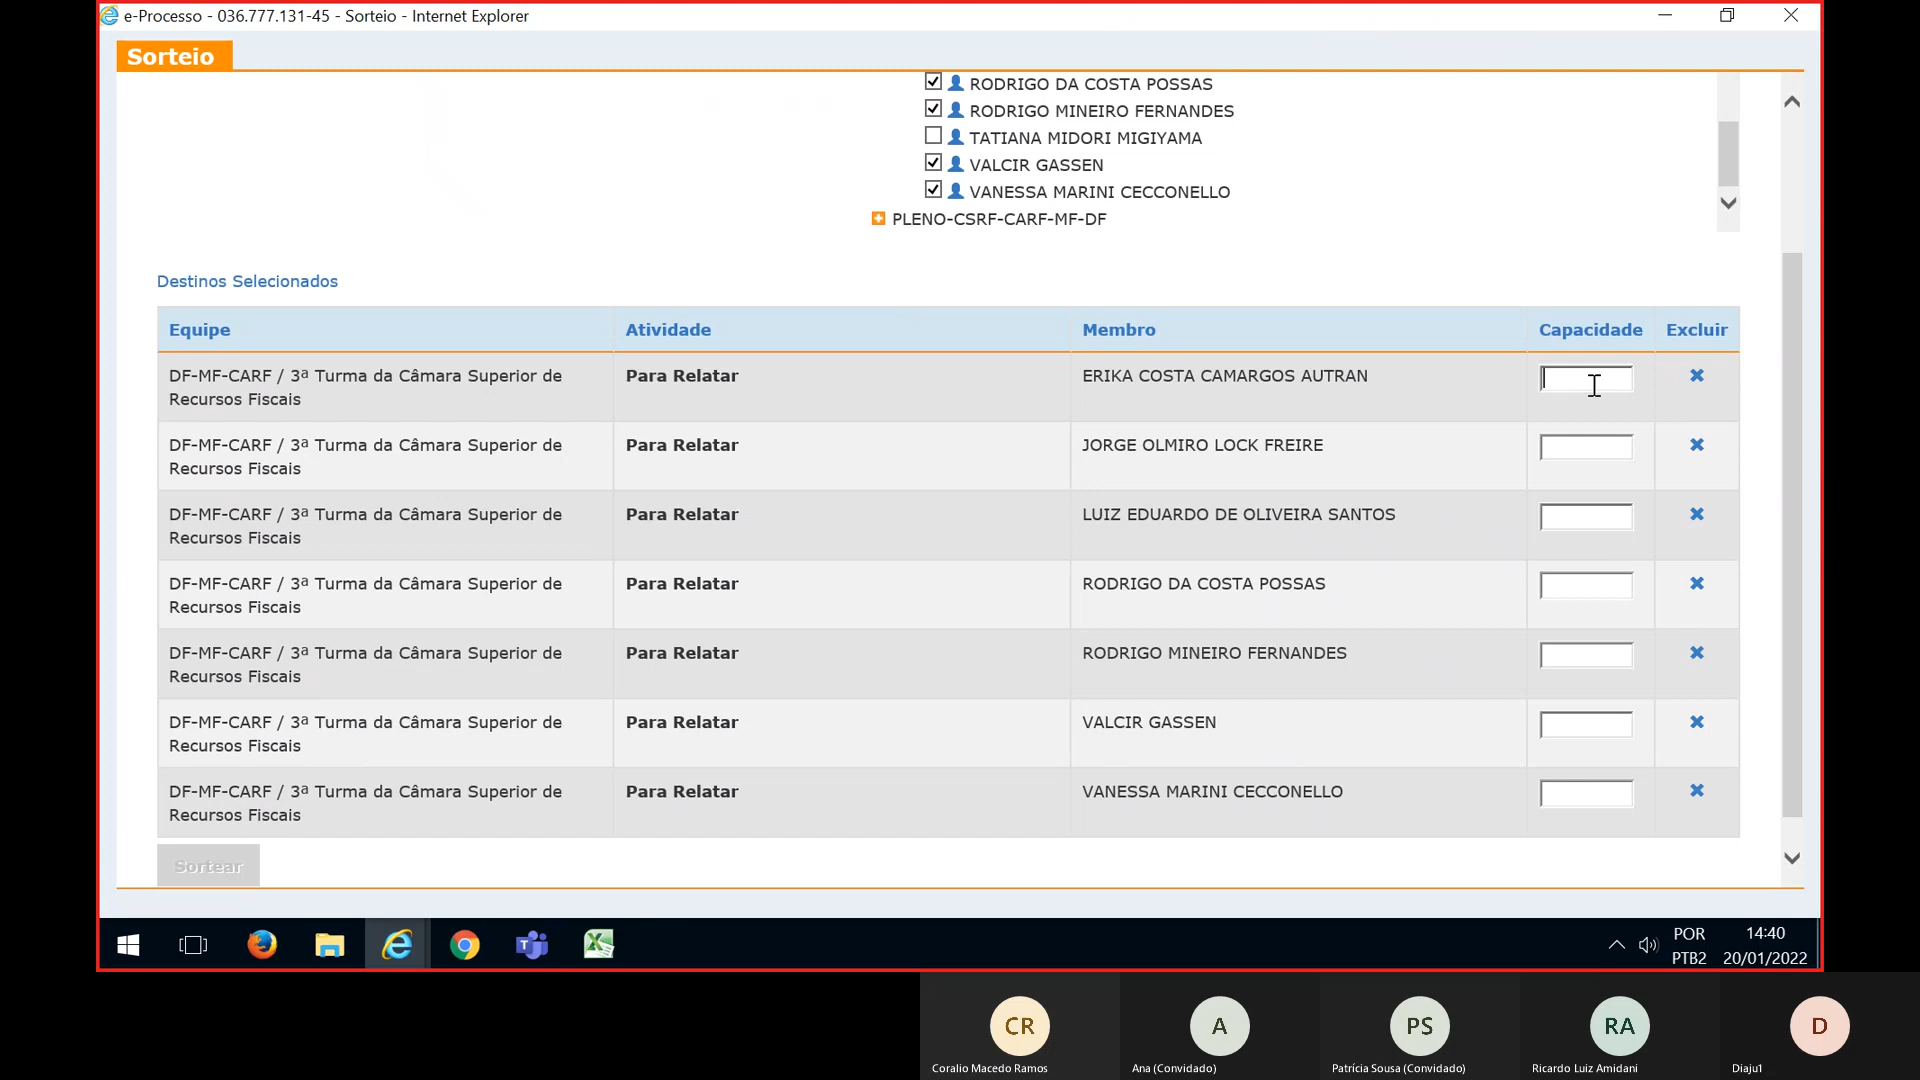 e-Processo - 036.777.131-45 - Sorteio - Internet Explorer
Sorteio
RODRIGO DA COSTA POSSAS
RODRIGO MINEIRO FERNANDES
TATIANA MIDORI MIGIYAMA
VALCIR GASSEN
VANESSA MARINI CECCONELLO
PLENO-CSRF-CARF-MF-DF
Destinos Selecionados
Equipe Atividade Membro Capacidade Excluir
DF-MF-CARF / 3ª Turma da Câmara Superior de Para Relatar ERIKA COSTA CAMARGOS AUTRAN
Recursos Fiscais
DF-MF-CARF / 3ª Turma da Câmara Superior de Para Relatar JORGE OLMIRO LOCK FREIRE
Recursos Fiscais
DF-MF-CARF / 3ª Turma da Câmara Superior de Para Relatar LUIZ EDUARDO DE OLIVEIRA SANTOS
Recursos Fiscais
DF-MF-CARF / 3ª Turma da Câmara Superior de Para Relatar RODRIGO DA COSTA POSSAS
Recursos Fiscais
DF-MF-CARF / 3ª Turma da Câmara Superior de Para Relatar RODRIGO MINEIRO FERNANDES
Recursos Fiscais
DF-MF-CARF / 3ª Turma da Câmara Superior de Para Relatar VALCIR GASSEN
Recursos Fiscais
DF-MF-CARF / 3ª Turma da Câmara Superior de Para Relatar VANESSA MARINI CECCONELLO
Recursos Fiscais
Sortear
POR 14:40
PTB2 20/01/2022
CR A PS RA D
Coralio Macedo Ramos Ana (Convidado) Patrícia Sousa (Convidado) Ricardo Luiz Amidani Diaju1